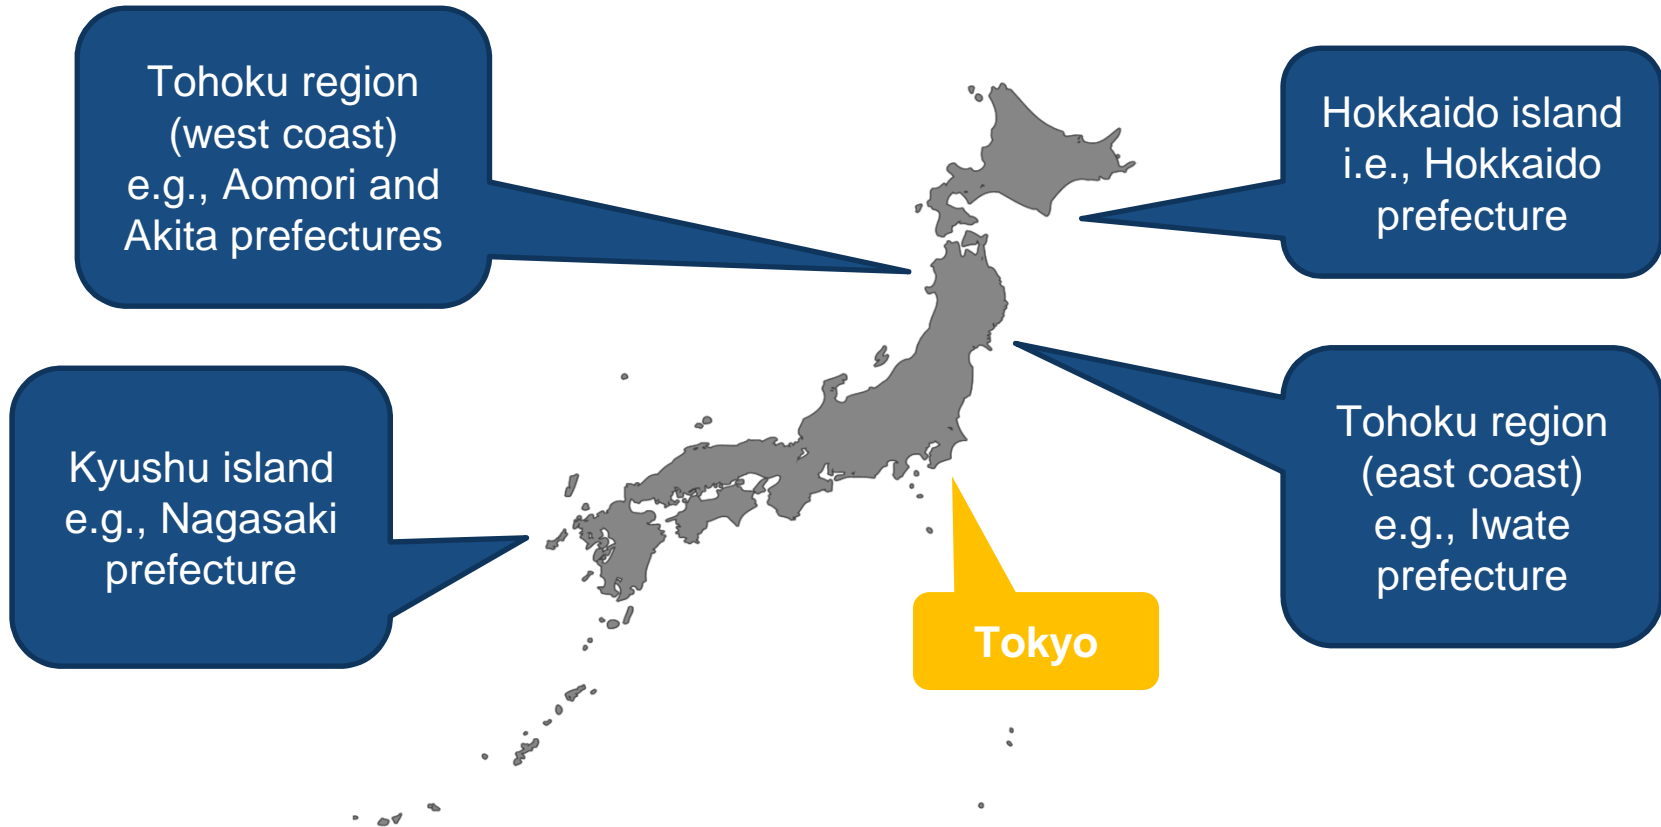 Tohoku region
(west coast)
e.g., Aomori and
Akita prefectures
Hokkaido island
i.e., Hokkaido
prefecture
Kyushu island
e.g., Nagasaki
prefecture
Tohoku region
(east coast)
e.g., Iwate
prefecture
Tokyo